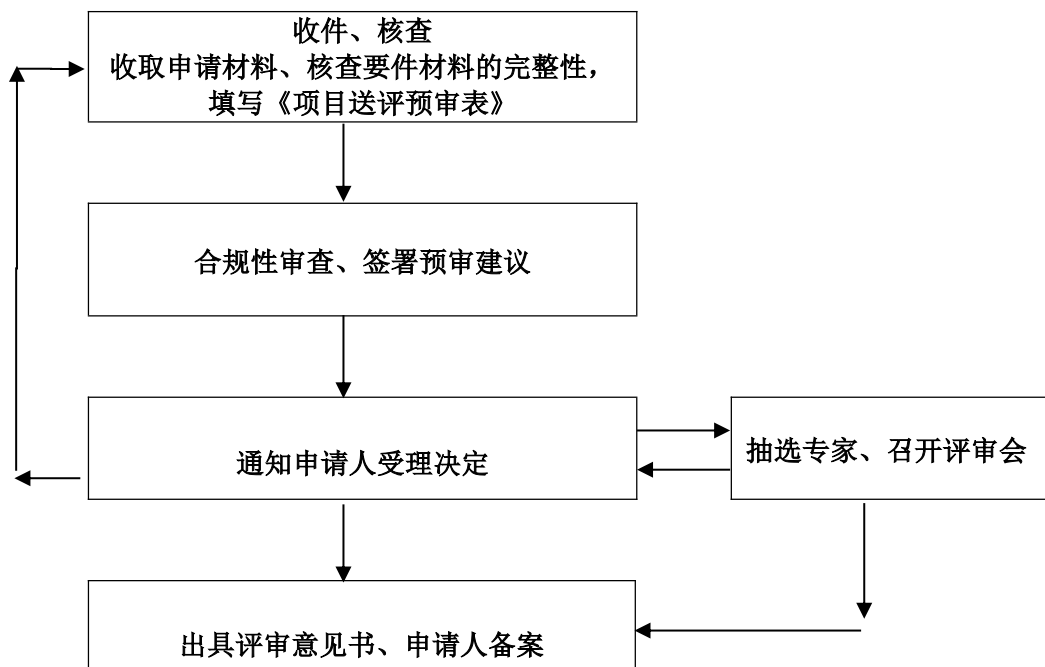 收件、核查
收取申请材料、核查要件材料的完整性，
填写《项目送评预审表》
合规性审查、签署预审建议
通知申请人受理决定
抽选专家、召开评审会
出具评审意见书、申请人备案